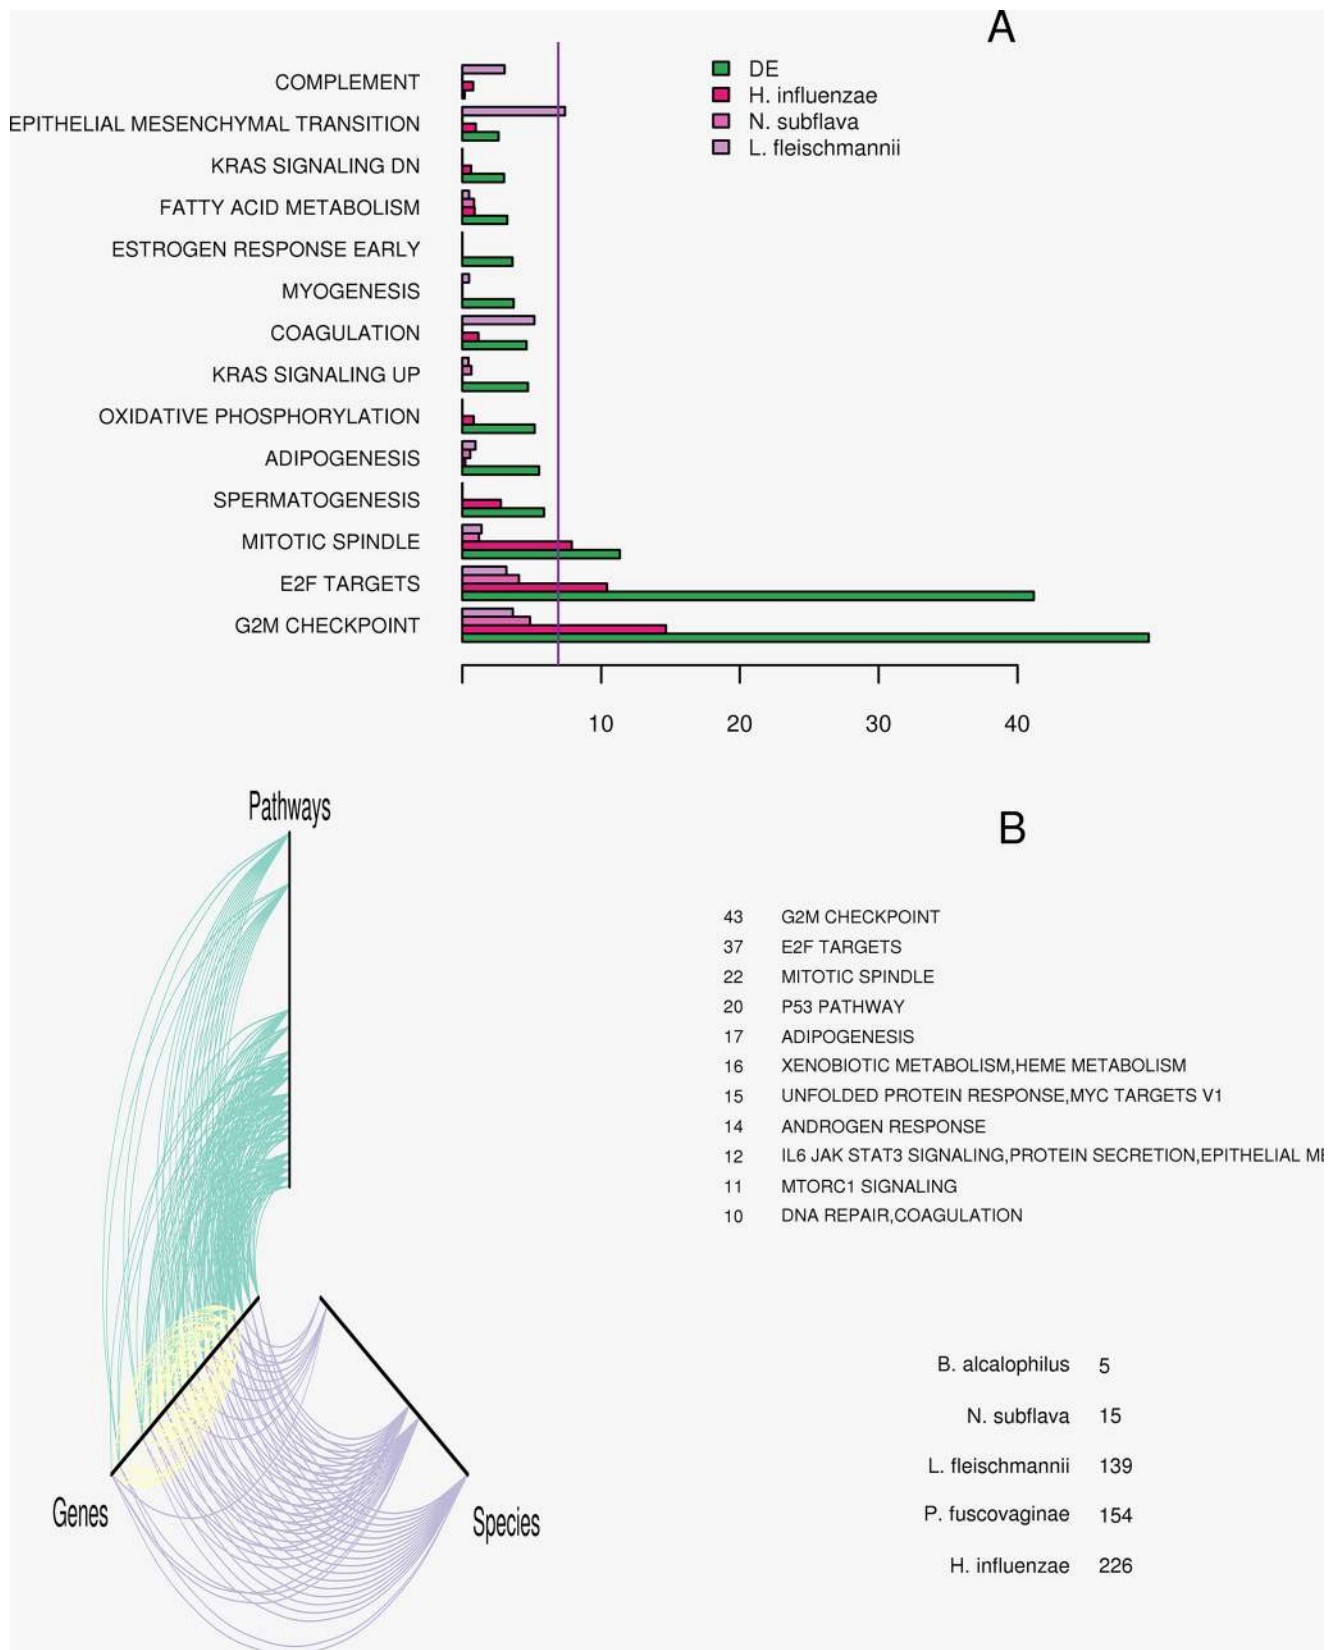 A
DE
H. influenzae
N. subflava
L. fleischmannii
COMPLEMENT
EPITHELIAL MESENCHYMAL TRANSITION
KRAS SIGNALING DN
FATTY ACID METABOLISM
ESTROGEN RESPONSE EARLY
MYOGENESIS
COAGULATION
KRAS SIGNALING UP
OXIDATIVE PHOSPHORYLATION
ADIPOGENESIS
SPERMATOGENESIS
MITOTIC SPINDLE
E2F TARGETS
G2M CHECKPOINT
10 20 30 40
Pathways
B
43 G2M CHECKPOINT
37 E2F TARGETS
22 MITOTIC SPINDLE
20 P53 PATHWAY
17 ADIPOGENESIS
16 XENOBIOTIC METABOLISM,HEME METABOLISM
15 UNFOLDED PROTEIN RESPONSE,MYC TARGETS V1
14 ANDROGEN RESPONSE
12 IL6 JAK STAT3 SIGNALING,PROTEIN SECRETION,EPITHELIAL
11 MTORC1 SIGNALING
10 DNA REPAIR,COAGULATION
Genes
Species
B. alcalophilus 5
N. subflava 15
L. fleischmannii 139
P. fuscovaginae 154
H. influenzae 226